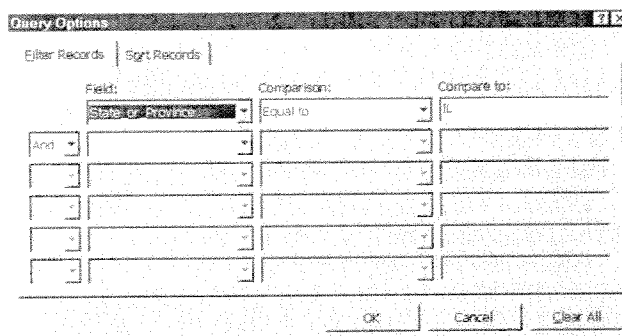 Query Options
Filter Records Sort Records
Field: Comparison: Compare to:
State or Province Equal to IL
And
OK Cancel Clear All